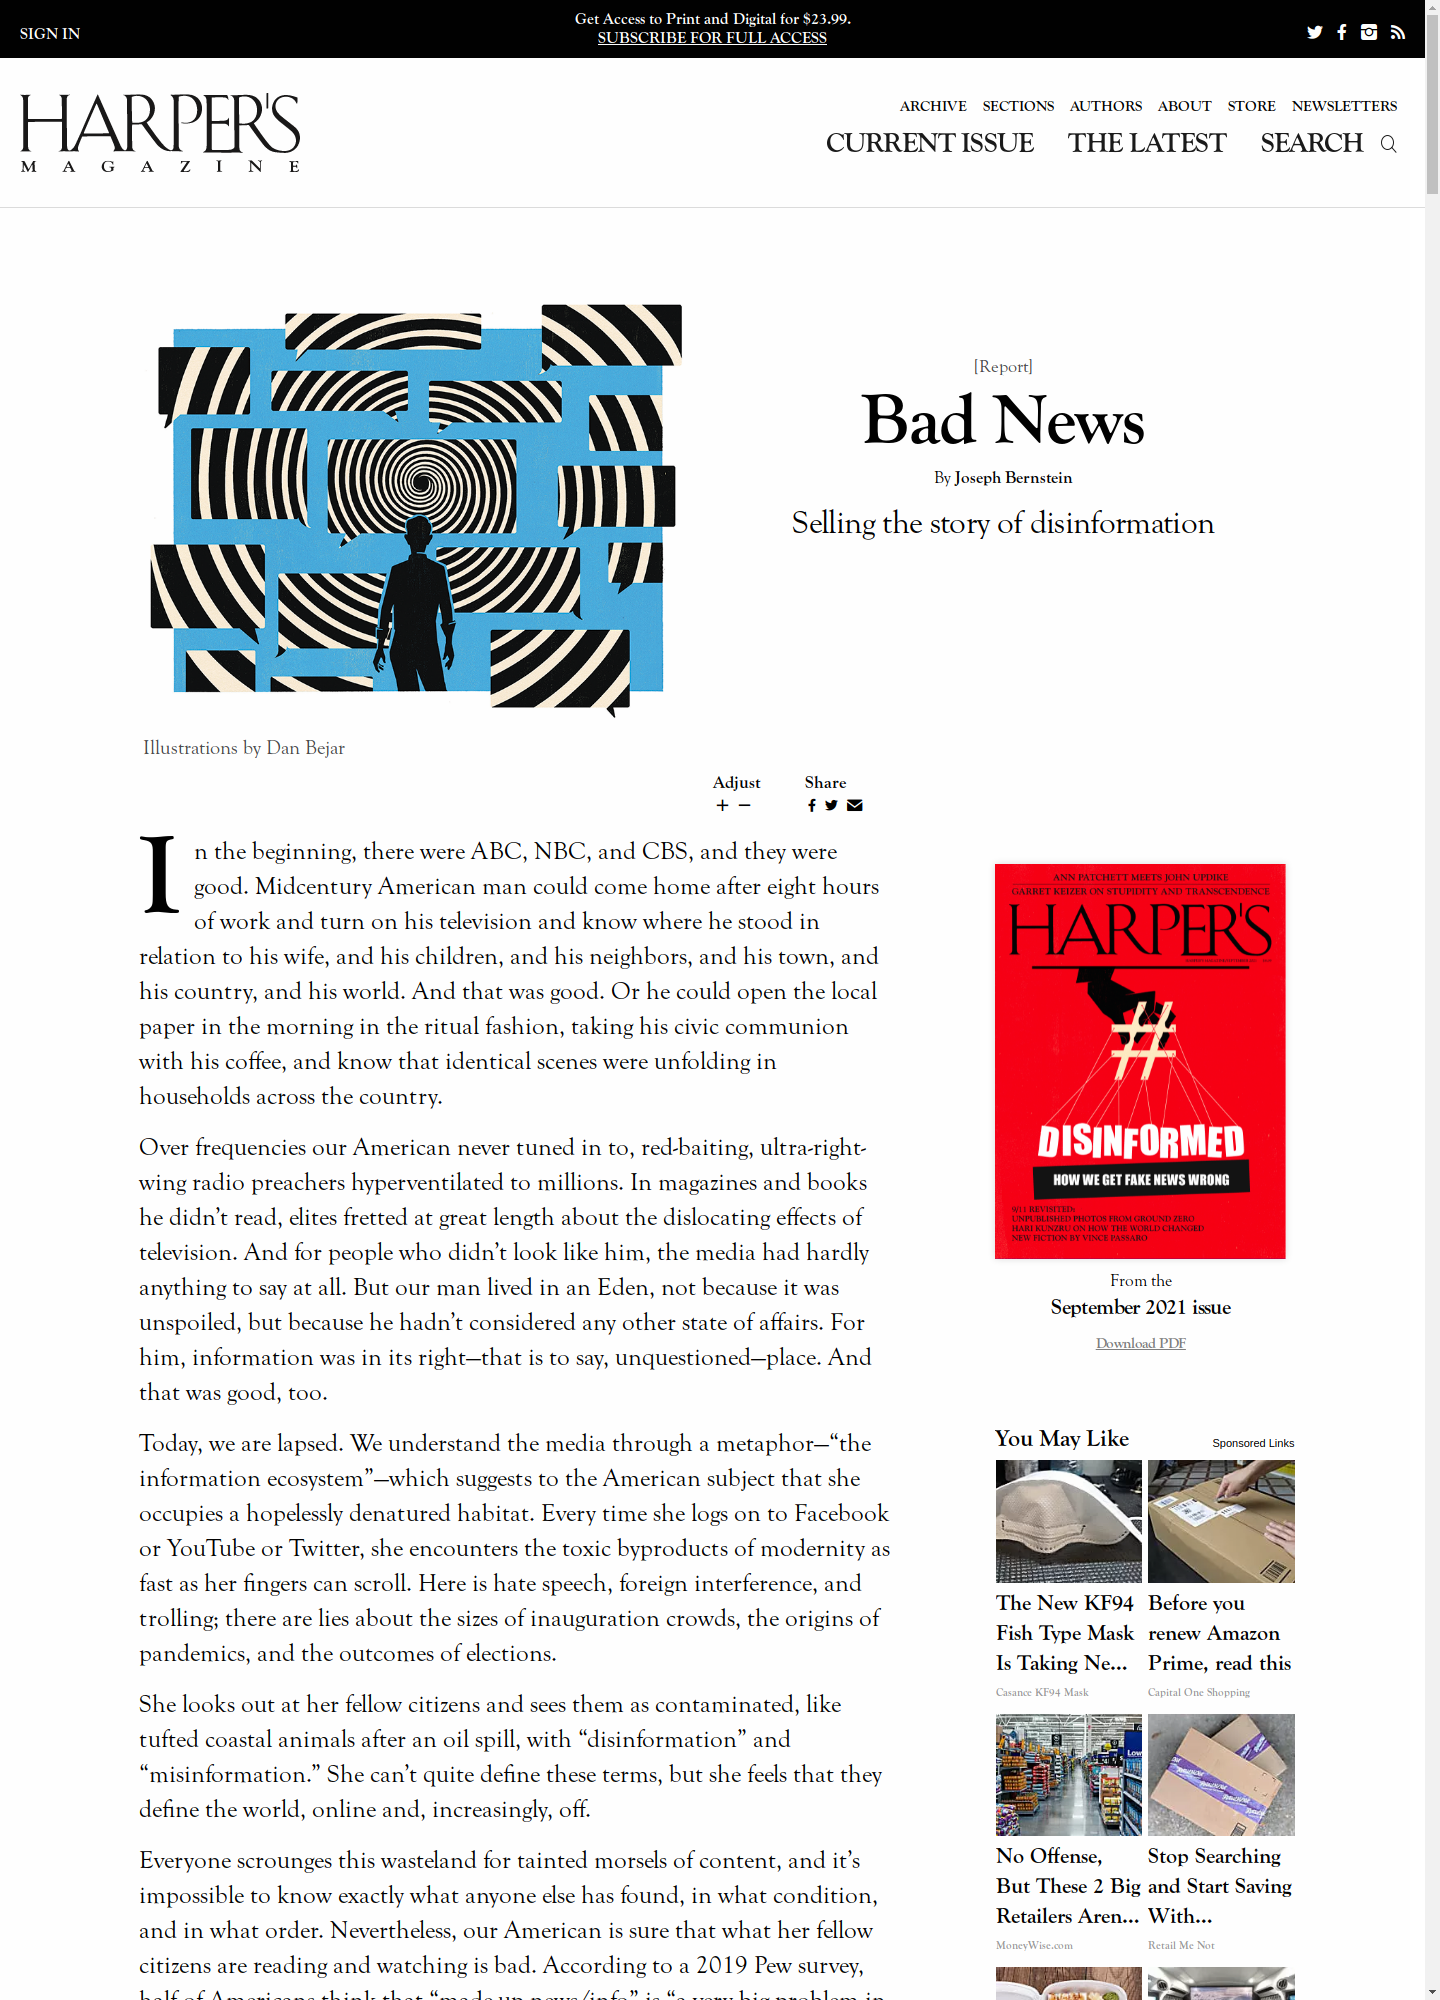 SIGN IN
Get Access to Print and Digital for $23.99.
SUBSCRIBE FOR FULL ACCESS
HARPER'S
MAGAZINE
ARCHIVE SECTIONS AUTHORS ABOUT STORE NEWSLETTERS
CURRENT ISSUE THE LATEST SEARCH
[Report]
Bad News
By Joseph Bernstein
Selling the story of disinformation
Illustrations by Dan Bejar
Adjust Share
In the beginning, there were ABC, NBC, and CBS, and they were
good. Midcentury American man could come home after eight hours
of work and turn on his television and know where he stood in
relation to his wife, and his children, and his neighbors, and his town, and
his country, and his world. And that was good. Or he could open the local
paper in the morning in the ritual fashion, taking his civic communion
with his coffee, and know that identical scenes were unfolding in
households across the country.
Over frequencies our American never tuned in to, red-baiting, ultra-right-
wing radio preachers hyperventilated to millions. In magazines and books
he didn’t read, elites fretted at great length about the dislocating effects of
television. And for people who didn’t look like him, the media had hardly
anything to say at all. But our man lived in an Eden, not because it was
unspoiled, but because he hadn’t considered any other state of affairs. For
him, information was in its right—that is to say, unquestioned—place. And
that was good, too.
Today, we are lapsed. We understand the media through a metaphor—“the
information ecosystem”—which suggests to the American subject that she
occupies a hopelessly denatured habitat. Every time she logs on to Facebook
or YouTube or Twitter, she encounters the toxic byproducts of modernity as
fast as her fingers can scroll. Here is hate speech, foreign interference, and
trolling; there are lies about the sizes of inauguration crowds, the origins of
pandemics, and the outcomes of elections.
She looks out at her fellow citizens and sees them as contaminated, like
tufted coastal animals after an oil spill, with “disinformation” and
“misinformation.” She can’t quite define these terms, but she feels that they
define the world, online and, increasingly, off.
Everyone scrounges this wasteland for tainted morsels of content, and it’s
impossible to know exactly what anyone else has found, in what condition,
and in what order. Nevertheless, our American is sure that what her fellow
citizens are reading and watching is bad. According to a 2019 Pew survey,
half of Americans think that “made-up news/info” is “a very big problem in
ANN PATCHETT MEETS JOHN UPDIKE
GARRET KEIZER ON STUPIDITY AND TRANSCENDENCE
HARPER'S
#
DISINFORMED
HOW WE GET FAKE NEWS WRONG
9/11 REVISITED:
UNPUBLISHED PHOTOS FROM GROUND ZERO
HARI KUNZRU ON HOW THE WORLD CHANGED
NEW FICTION BY VINCE PASSARO
From the
September 2021 issue
Download PDF
You May Like
Sponsored Links
The New KF94
Fish Type Mask
Is Taking Ne...
Casance KF94 Mask
Before you
renew Amazon
Prime, read this
Capital One Shopping
Low
No Offense,
But These 2 Big
Retailers Aren...
MoneyWise.com
Stop Searching
and Start Saving
With...
Retail Me Not